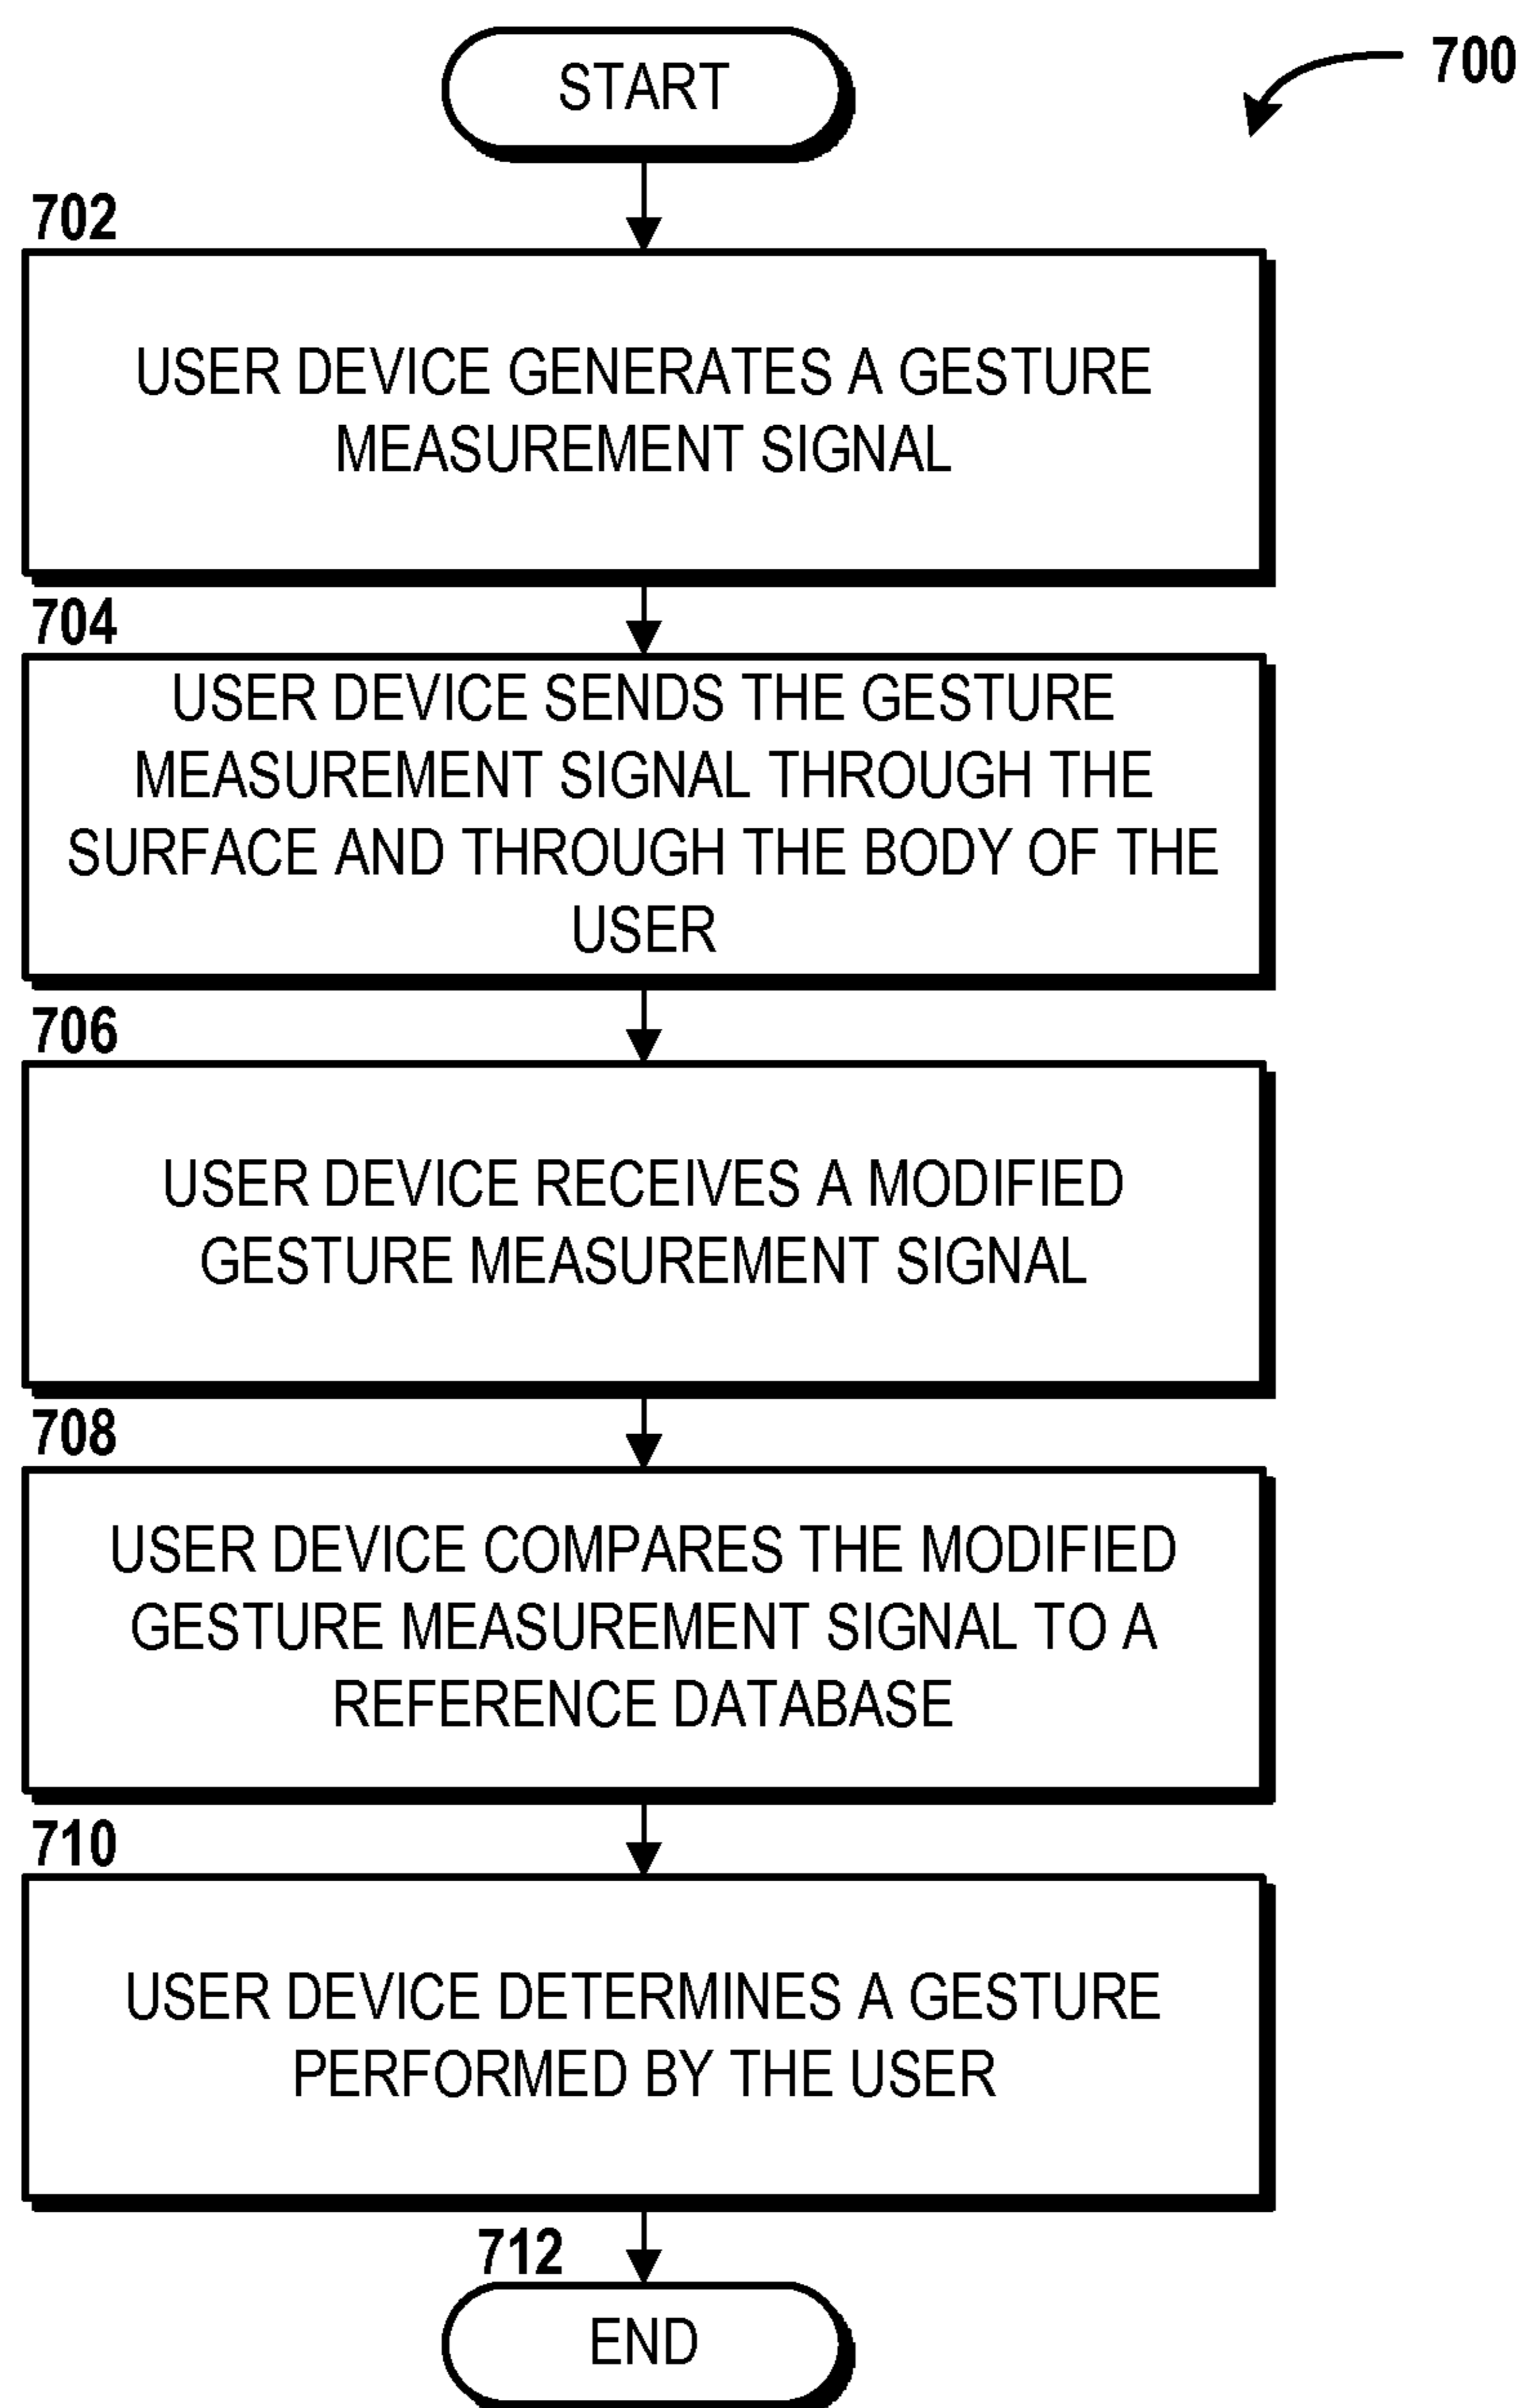 START
700
702
USER DEVICE GENERATES A GESTURE
MEASUREMENT SIGNAL
704
USER DEVICE SENDS THE GESTURE
MEASUREMENT SIGNAL THROUGH THE
SURFACE AND THROUGH THE BODY OF THE
USER
706
USER DEVICE RECEIVES A MODIFIED
GESTURE MEASUREMENT SIGNAL
708
USER DEVICE COMPARES THE MODIFIED
GESTURE MEASUREMENT SIGNAL TO A
REFERENCE DATABASE
710
USER DEVICE DETERMINES A GESTURE
PERFORMED BY THE USER
712
END